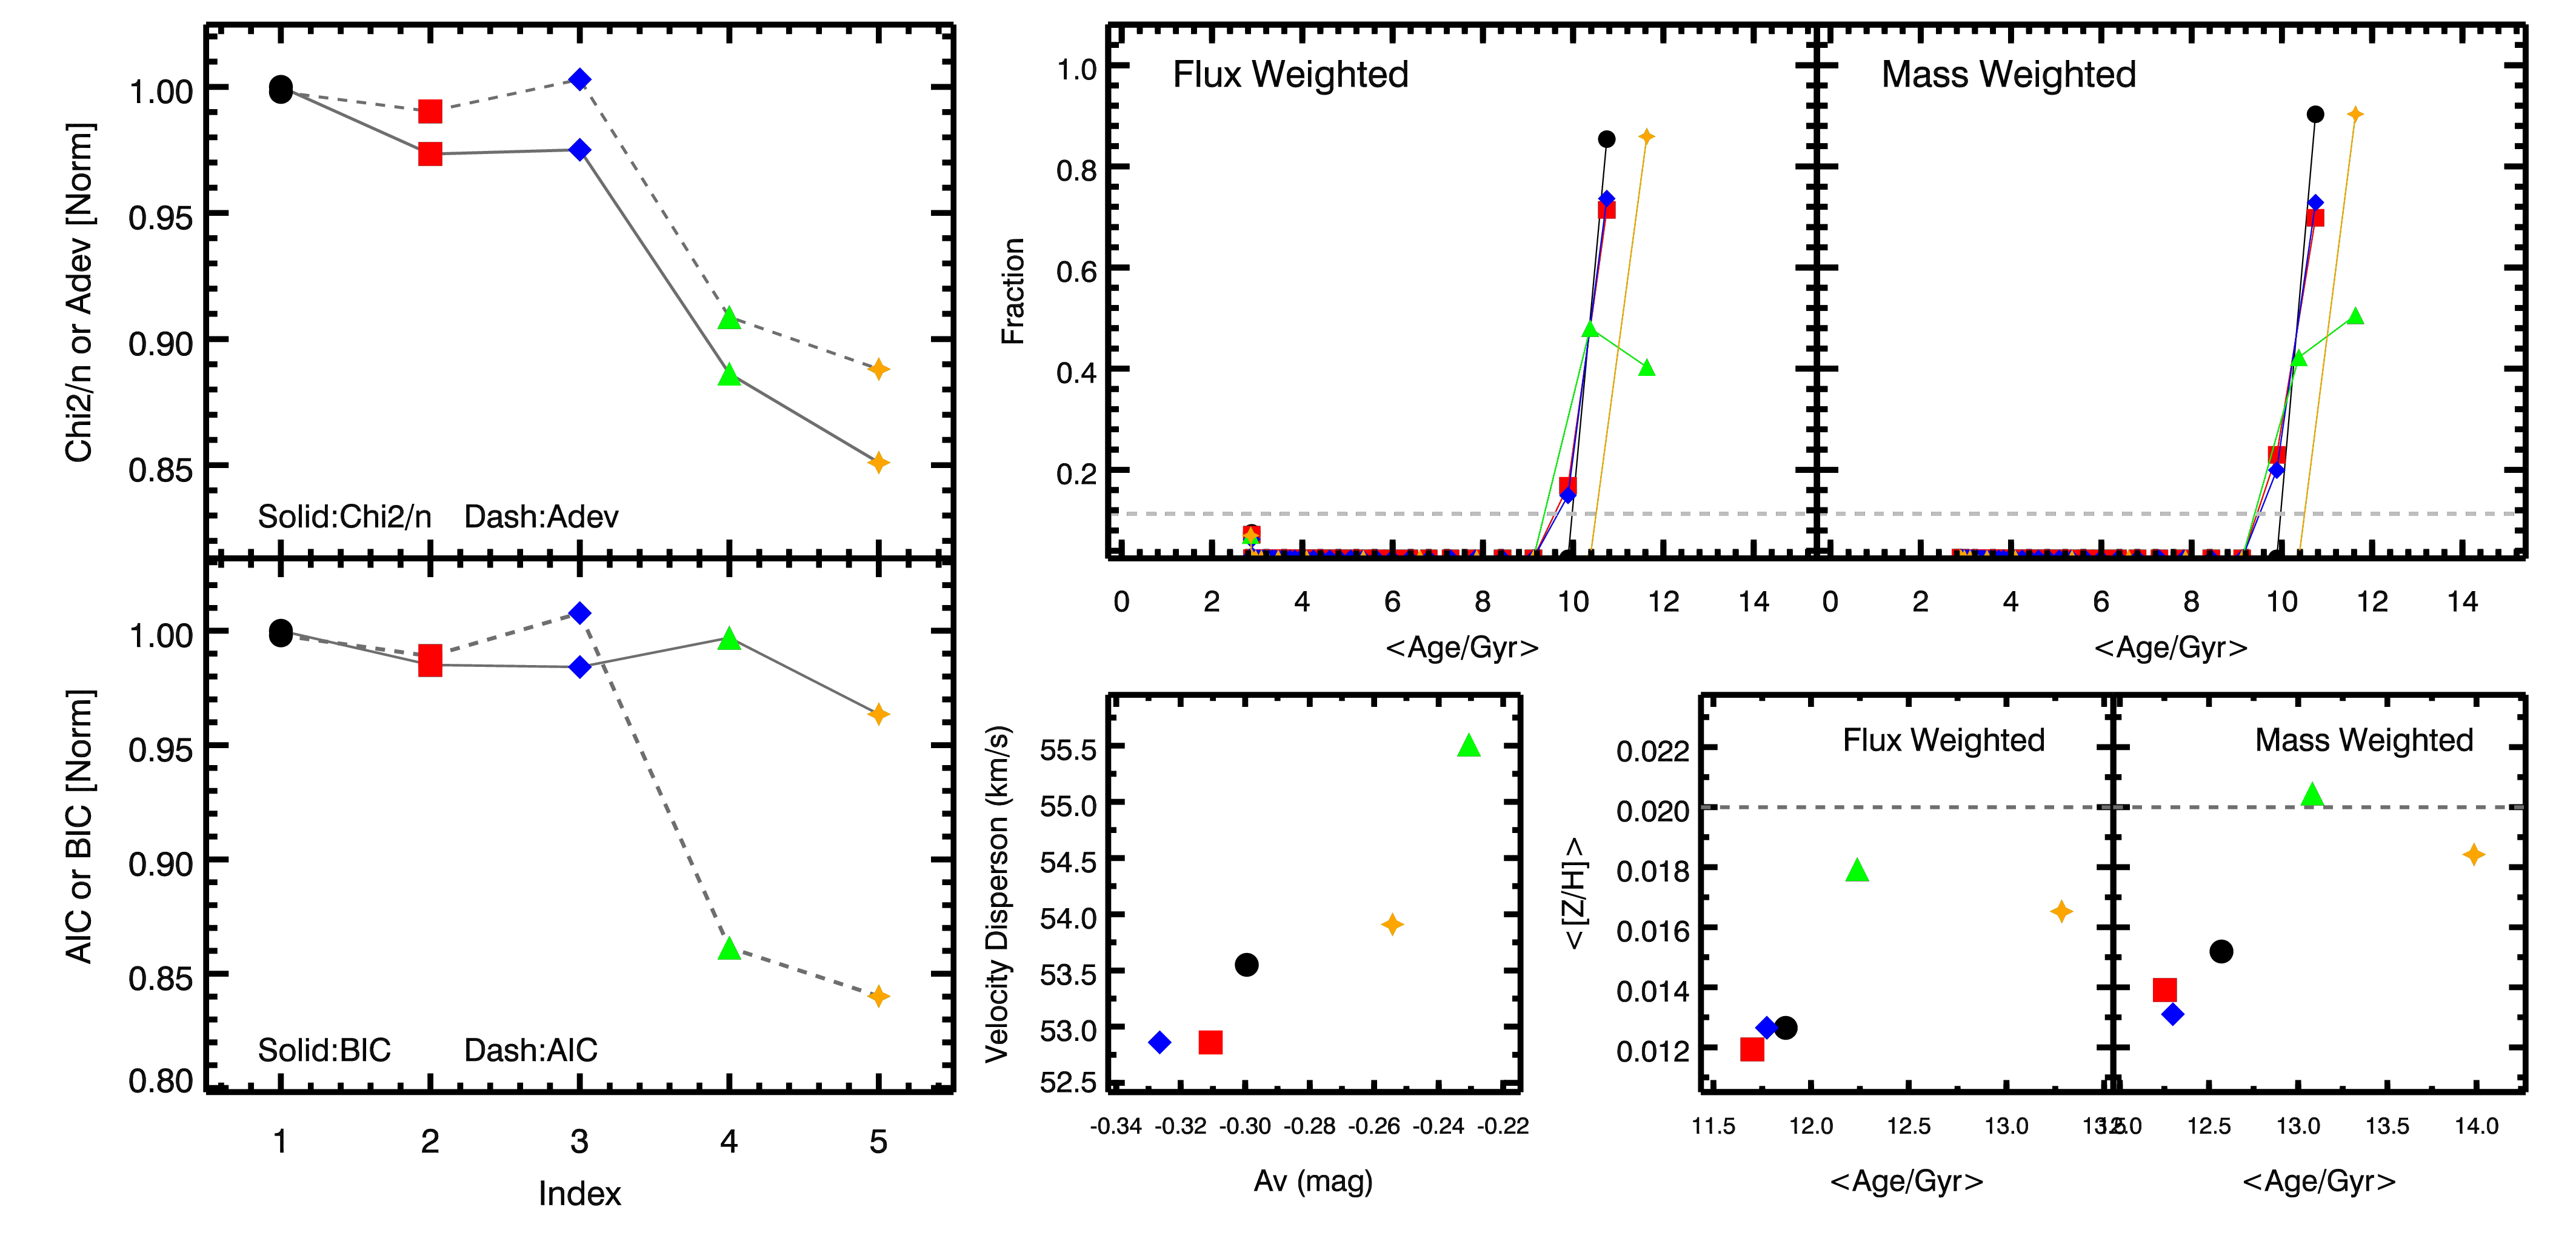 Chi2/n or Adev [Norm]
1.00
0.95
0.90
0.85
Solid:Chi2/n Dash:Adev
AIC or BIC [Norm]
1.00
0.95
0.90
0.85
0.80
Solid:BIC Dash:AIC
1 2 3 4 5
Index
Fraction
1.0
0.8
0.6
0.4
0.2
Flux Weighted
Mass Weighted
0 2 4 6 8 10 12 14
0 2 4 6 8 10 12 14
<Age/Gyr>
<Age/Gyr>
Velocity Disperson (km/s)
55.5
55.0
54.5
54.0
53.5
53.0
52.5
-0.34 -0.32 -0.30 -0.28 -0.26 -0.24 -0.22
Av (mag)
<[Z/H]>
0.022
0.020
0.018
0.016
0.014
0.012
Flux Weighted
Mass Weighted
11.5 12.0 12.5 13.0
12.5 13.0 13.5 14.0
<Age/Gyr>
<Age/Gyr>